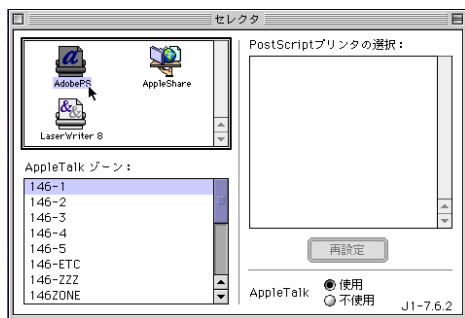 セレクタ
AdobePS
AppleShare
LaserWriter 8
AppleTalk ゾーン：
146-1
146-2
146-3
146-4
146-5
146-ETC
146-ZZZ
146ZONE
PostScriptプリンタの選択：
再設定
AppleTalk
使用
不使用
J1-7.6.2